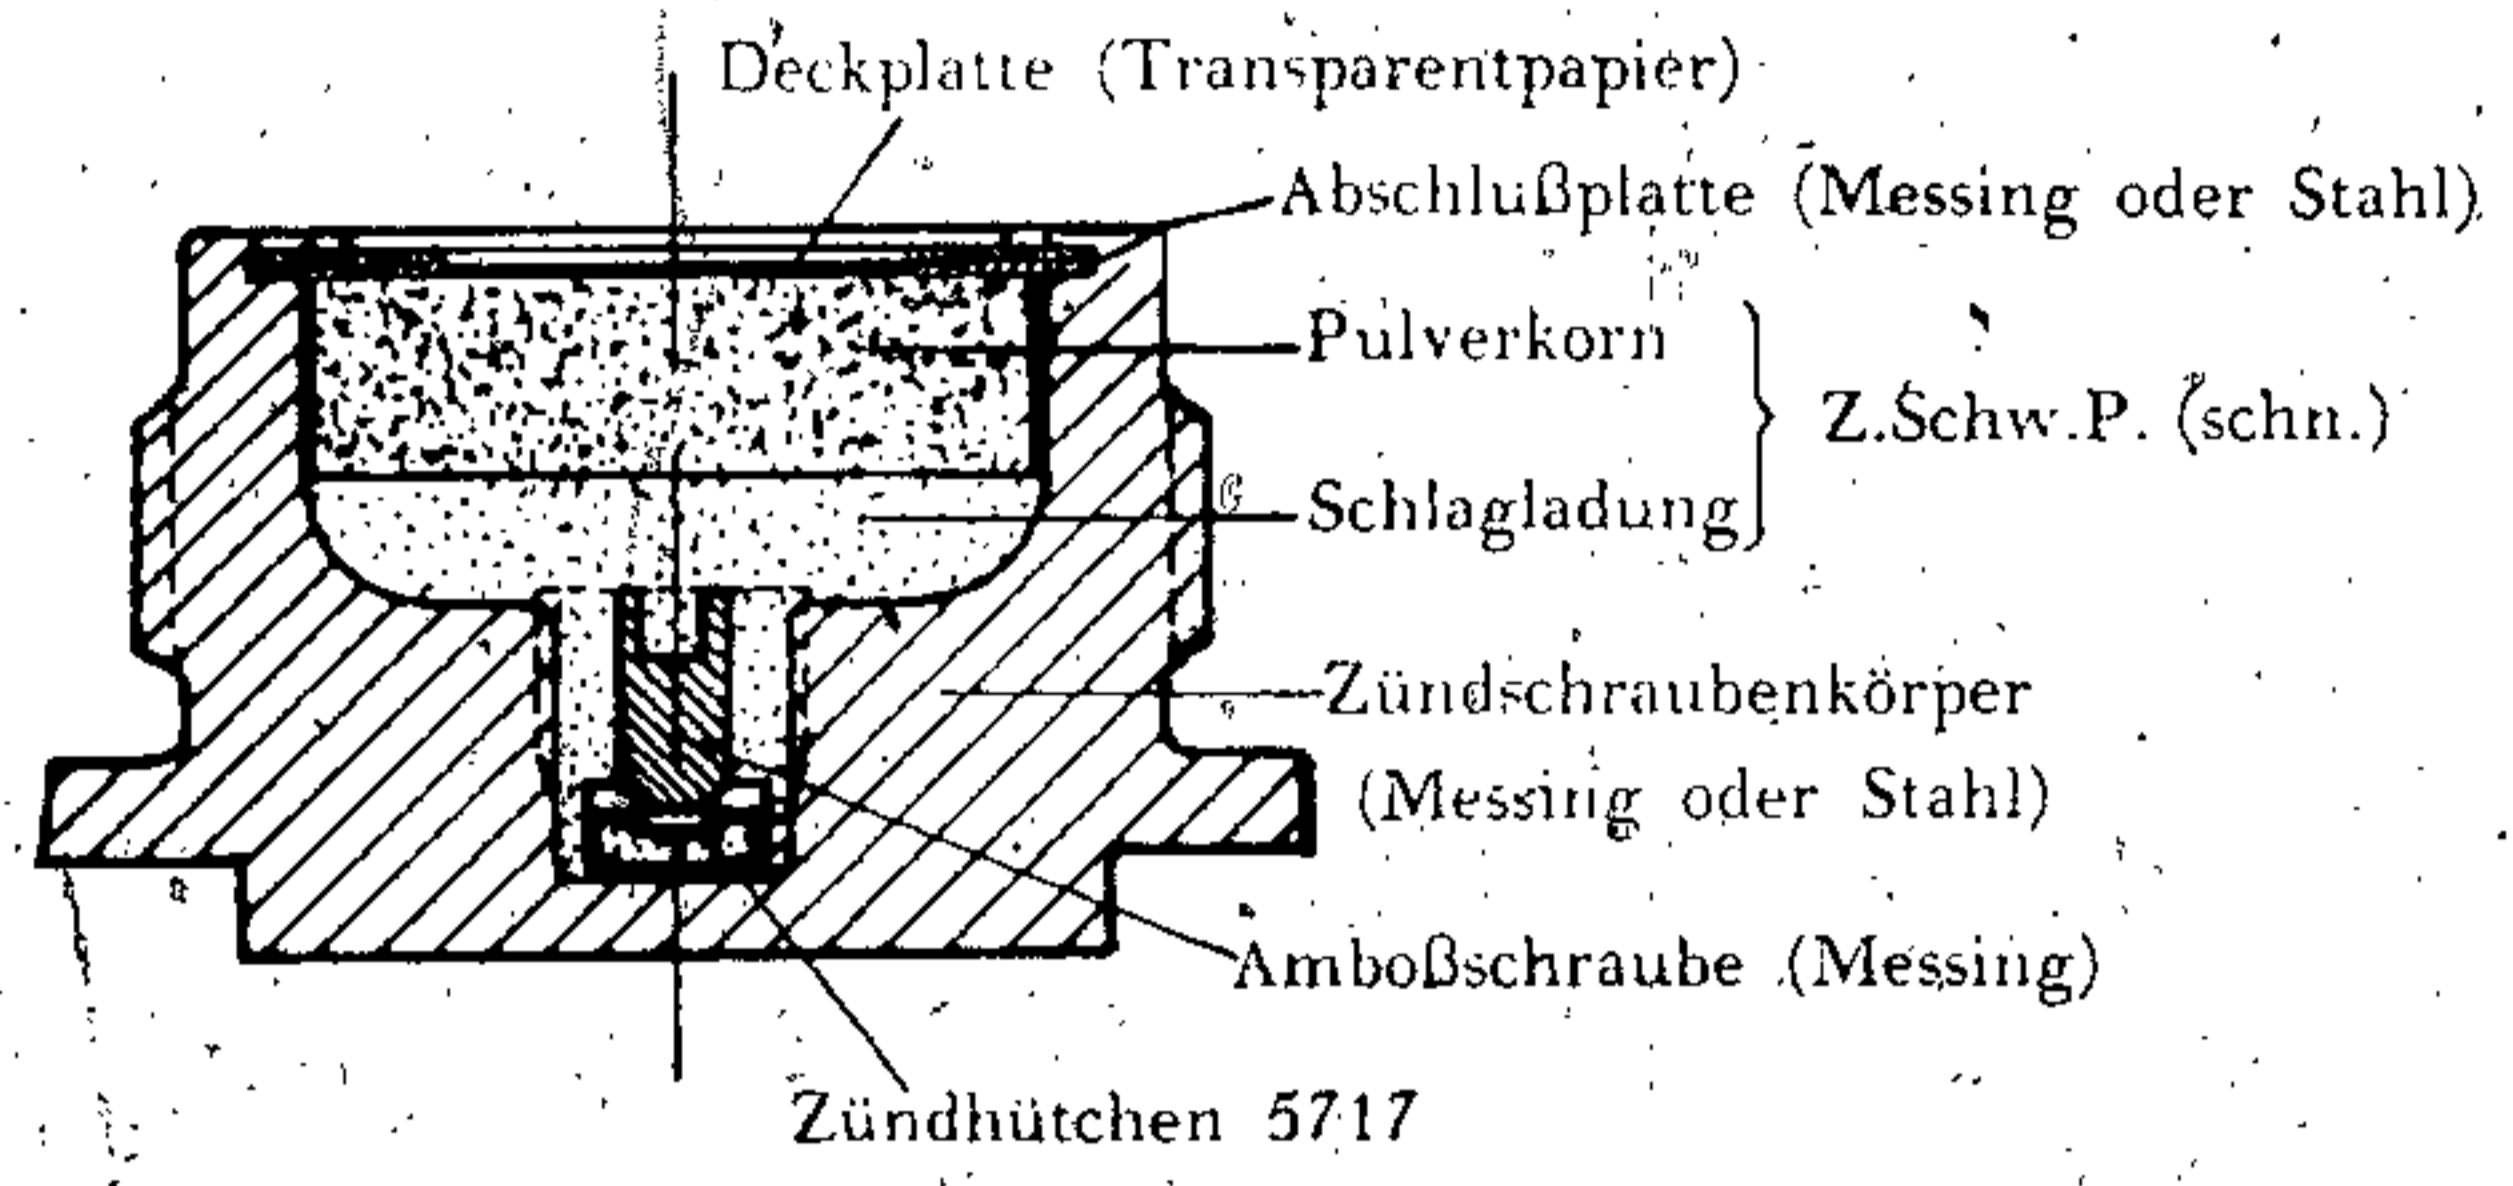 Deckplatte (Transparentpapier)
Abschlußplatte (Messing oder Stahl)
Pulverkorn
Z.Schw.P. (schn.)
Schlagladung
Zündschraubenkörper
(Messing oder Stahl)
Amboßschraube (Messing)
Zündhütchen 5717